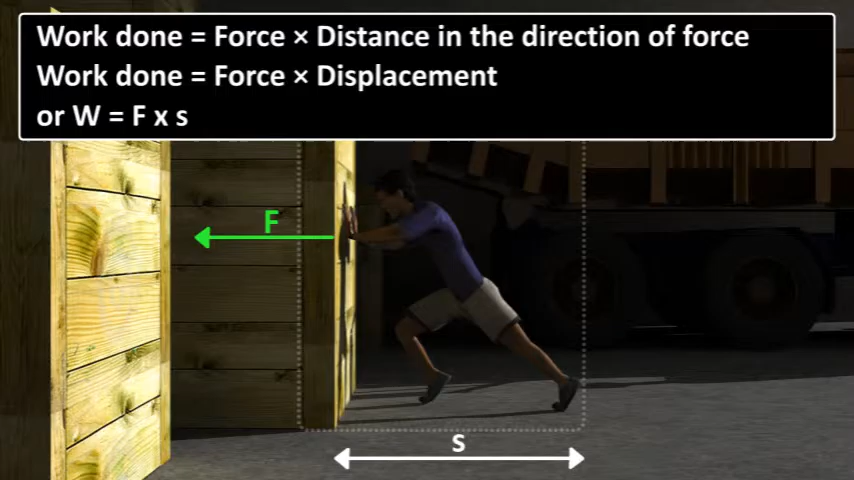 Work done = Force × Distance in the direction of force
Work done = Force × Displacement
or W = F x s
F
s